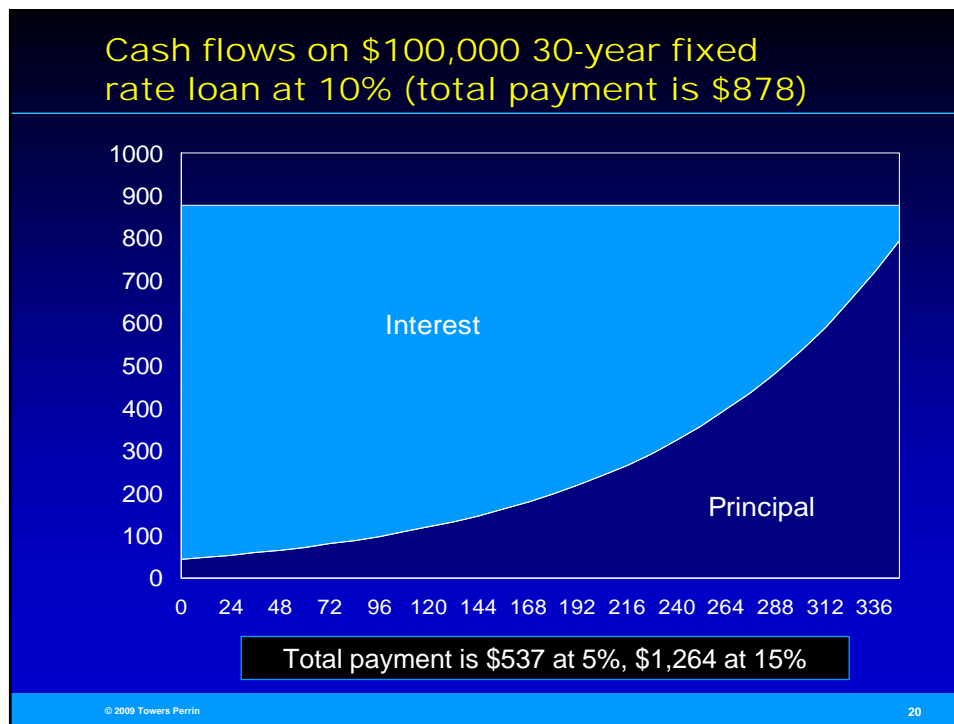 Cash flows on $100,000 30-year fixed
rate loan at 10% (total payment is $878)
1000
900
800
700
600
500
400
300
200
100
0
Interest
Principal
0 24 48 72 96 120 144 168 192 216 240 264 288 312 336
Total payment is $537 at 5%, $1,264 at 15%
© 2009 Towers Perrin
20